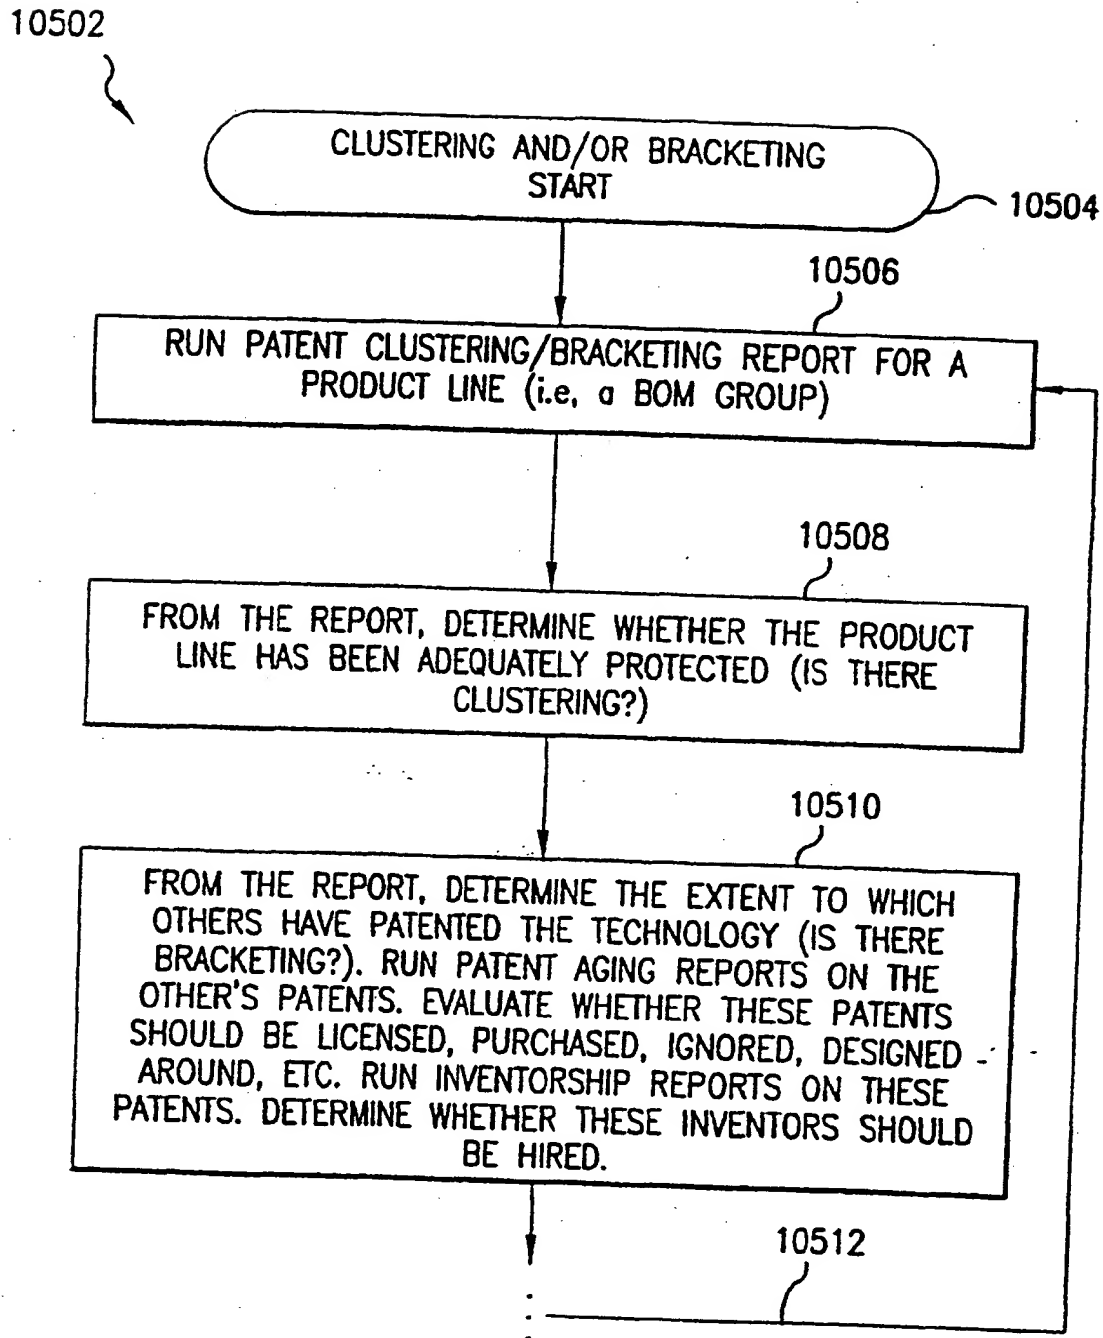 10502
CLUSTERING AND/OR BRACKETING
START
10504
10506
RUN PATENT CLUSTERING/BRACKETING REPORT FOR A
PRODUCT LINE (i.e, a BOM GROUP)
10508
FROM THE REPORT, DETERMINE WHETHER THE PRODUCT
LINE HAS BEEN ADEQUATELY PROTECTED (IS THERE
CLUSTERING?)
10510
FROM THE REPORT, DETERMINE THE EXTENT TO WHICH
OTHERS HAVE PATENTED THE TECHNOLOGY (IS THERE
BRACKETING?). RUN PATENT AGING REPORTS ON THE
OTHER'S PATENTS. EVALUATE WHETHER THESE PATENTS
SHOULD BE LICENSED, PURCHASED, IGNORED, DESIGNED
AROUND, ETC. RUN INVENTORSHIP REPORTS ON THESE
PATENTS. DETERMINE WHETHER THESE INVENTORS SHOULD
BE HIRED.
10512